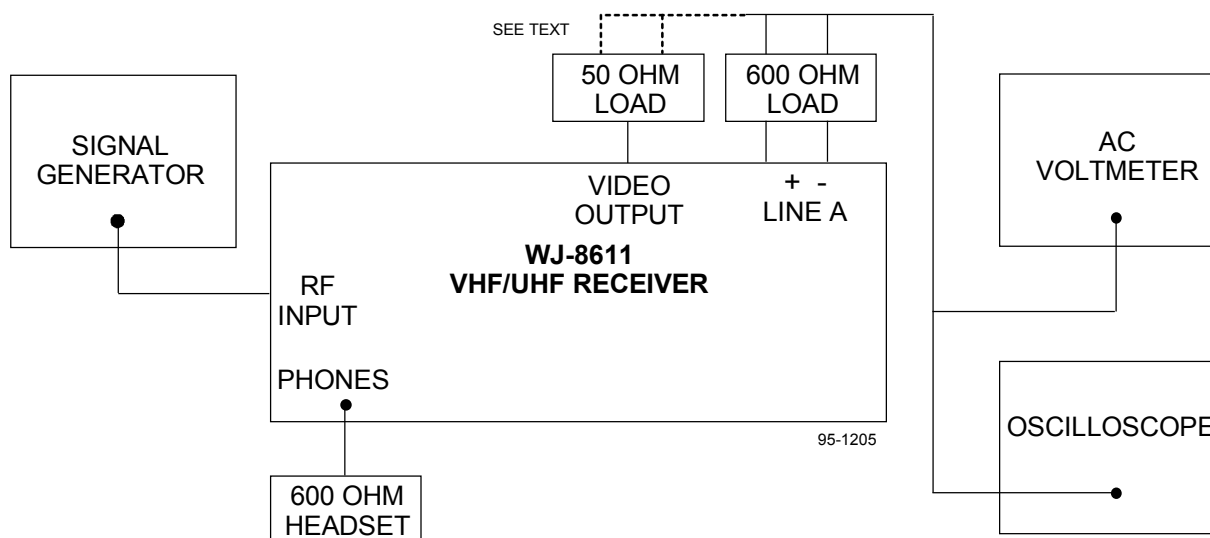 SEE TEXT
50 OHM
LOAD
600 OHM
LOAD
SIGNAL
GENERATOR
AC
VOLTMETER
VIDEO
OUTPUT
+ -
LINE A
WJ-8611
VHF/UHF RECEIVER
RF
INPUT
PHONES
95-1205
OSCILLOSCOPE
600 OHM
HEADSET